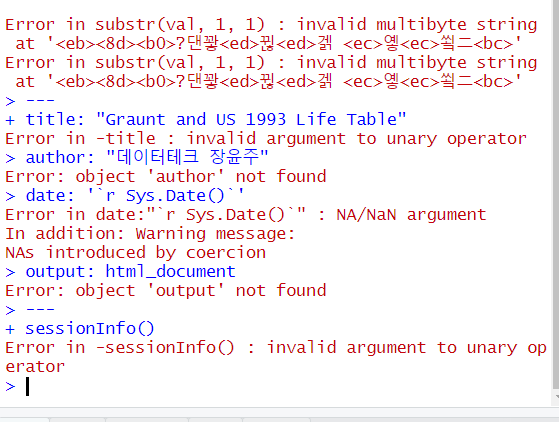 Error in substr(val, 1, 1) : invalid multibyte string
at '<eb><8d><b0>?댄꽣<ed>뀒<ed>겕 <ec>옣<ec>쑄二<bc>'
Error in substr(val, 1, 1) : invalid multibyte string
at '<eb><8d><b0>?댄꽣<ed>뀒<ed>겕 <ec>옣<ec>쑄二<bc>'
> ---
+ title: "Graunt and US 1993 Life Table"
Error in -title : invalid argument to unary operator
> author: "데이터테크 장윤주"
Error: object 'author' not found
> date: '`r Sys.Date()`'
Error in date:"`r Sys.Date()`" : NA/NaN argument
In addition: Warning message:
NAs introduced by coercion
> output: html_document
Error: object 'output' not found
> ---
+ sessionInfo()
Error in -sessionInfo() : invalid argument to unary op
erator
>